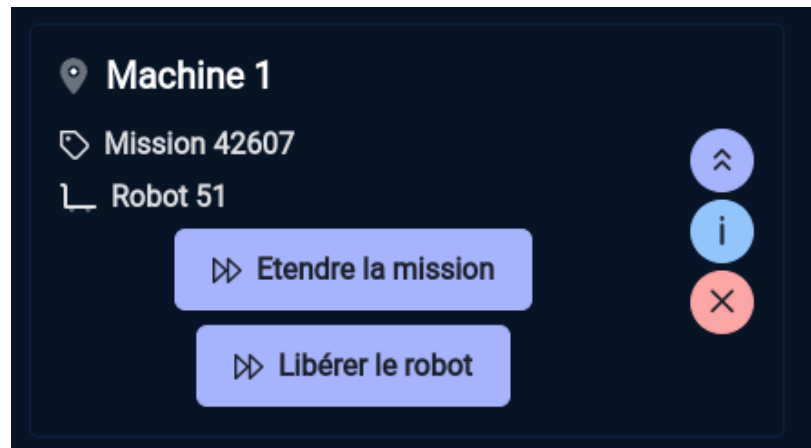 Machine 1
Mission 42607
Robot 51
Etendre la mission
Libérer le robot